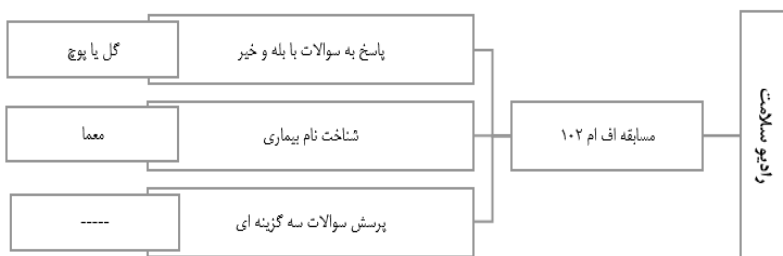 رادیو سلامت
مسابقه اف ام ۱۰۲
پاسخ به سوالات با بله و خیر
گل یا پوچ
شناخت نام بیماری
معما
پرسش سوالات سه گزینه ای
-----